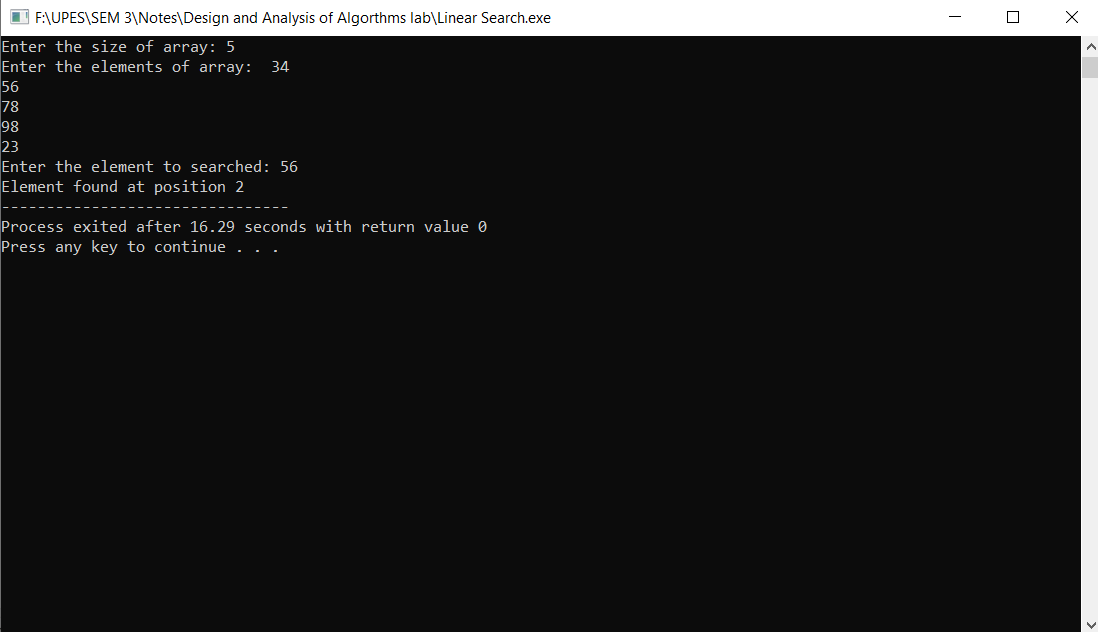 F:\UPES\SEM 3\Notes\Design and Analysis of Algorthms lab\Linear Search.exe
Enter the size of array: 5
Enter the elements of array:  34
56
78
98
23
Enter the element to searched: 56
Element found at position 2
--------------------------------
Process exited after 16.29 seconds with return value 0
Press any key to continue . . .